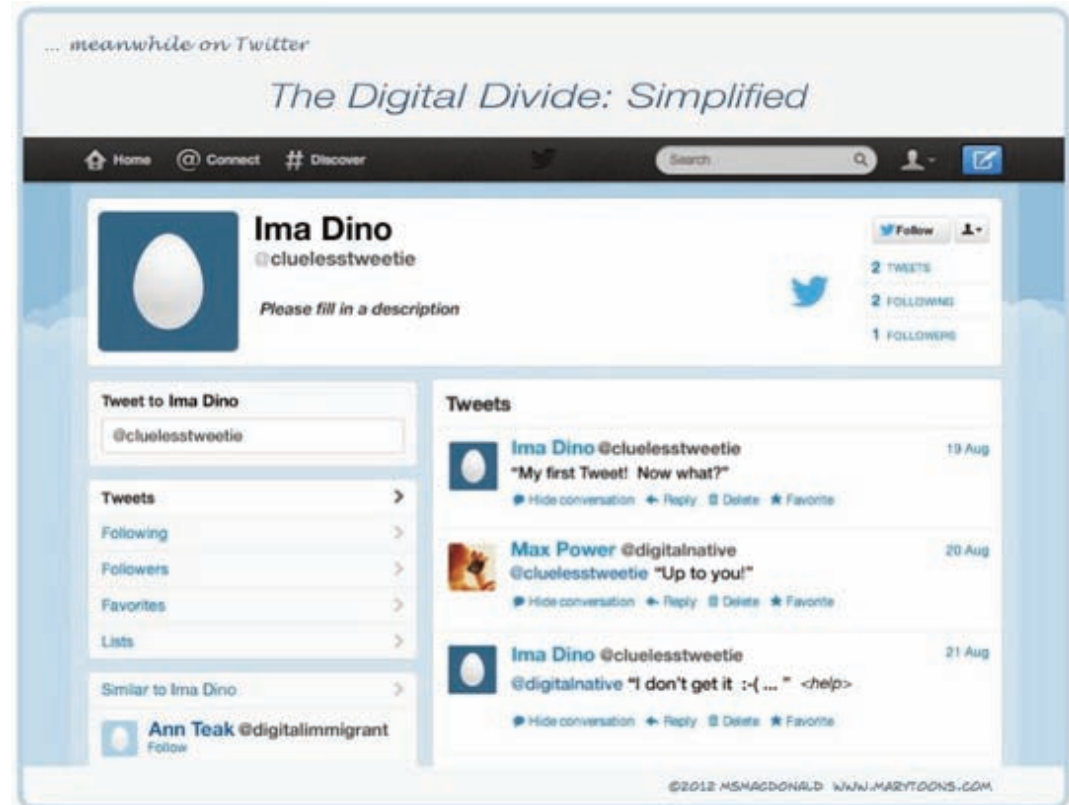 ... meanwhile on Twitter
The Digital Divide: Simplified
Home @ Connect # Discover Search
Ima Dino
@cluelesstweetie
Please fill in a description
Follow
2 TWEETS
2 FOLLOWING
1 FOLLOWERS
Tweet to Ima Dino
@cluelesstweetie
Tweets
Following
Followers
Favorites
Lists
Similar to Ima Dino
Ann Teak @digitalimmigrant
Follow
Tweets
Ima Dino @cluelesstweetie 19 Aug
“My first Tweet! Now what?”
Hide conversation Reply Delete Favorite
Max Power @digitalnative 20 Aug
@cluelesstweetie “Up to you!”
Hide conversation Reply Delete Favorite
Ima Dino @cluelesstweetie 21 Aug
@digitalnative “I don’t get it :-( ... ” <help>
Hide conversation Reply Delete Favorite
©2012 MSMACDONALD WWW.MARYTOONS.COM